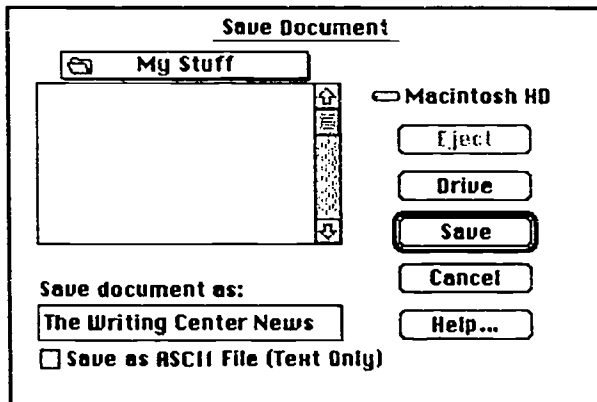 Save Document
My Stuff
Macintosh HD
Eject
Drive
Save
Cancel
Save document as:
The Writing Center News
Help...
Save as ASCII File (Text Only)